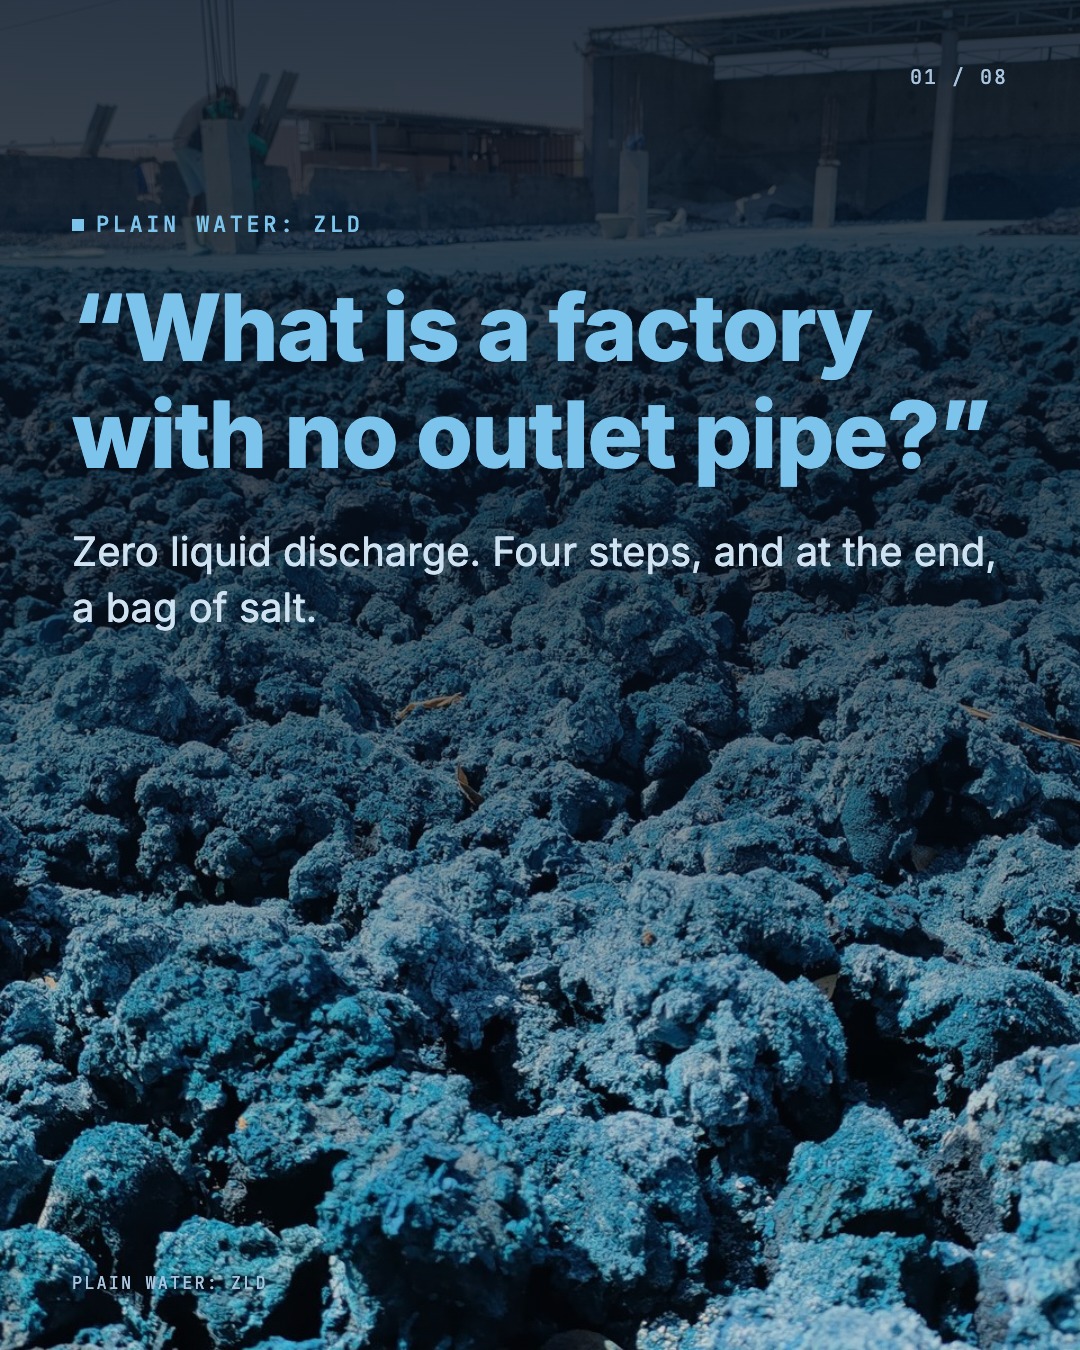 01 / 08
PLAIN WATER: ZLD
“What is a factory
with no outlet pipe?”
Zero liquid discharge. Four steps, and at the end,
a bag of salt.
PLAIN WATER: ZLD